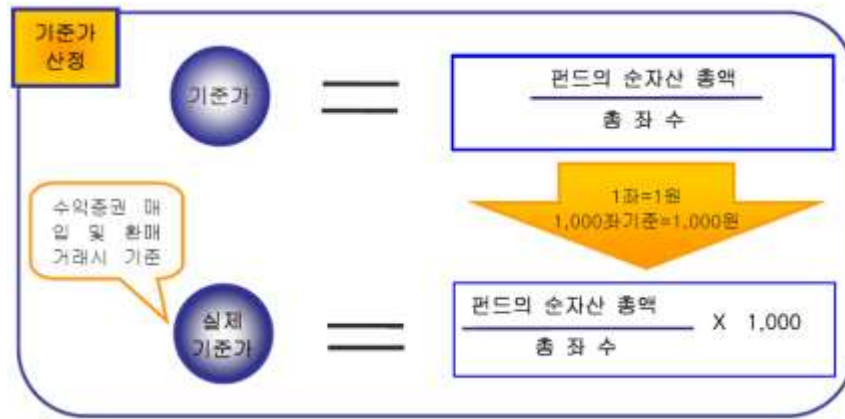 기준가
산정
기준가
펀드의 순자산 총액
총 좌 수
1좌=1원
1,000좌기준=1,000원
수익증권 매
입 및 환매
거래시 기준
실제
기준가
펀드의 순자산 총액
총 좌 수
X 1,000